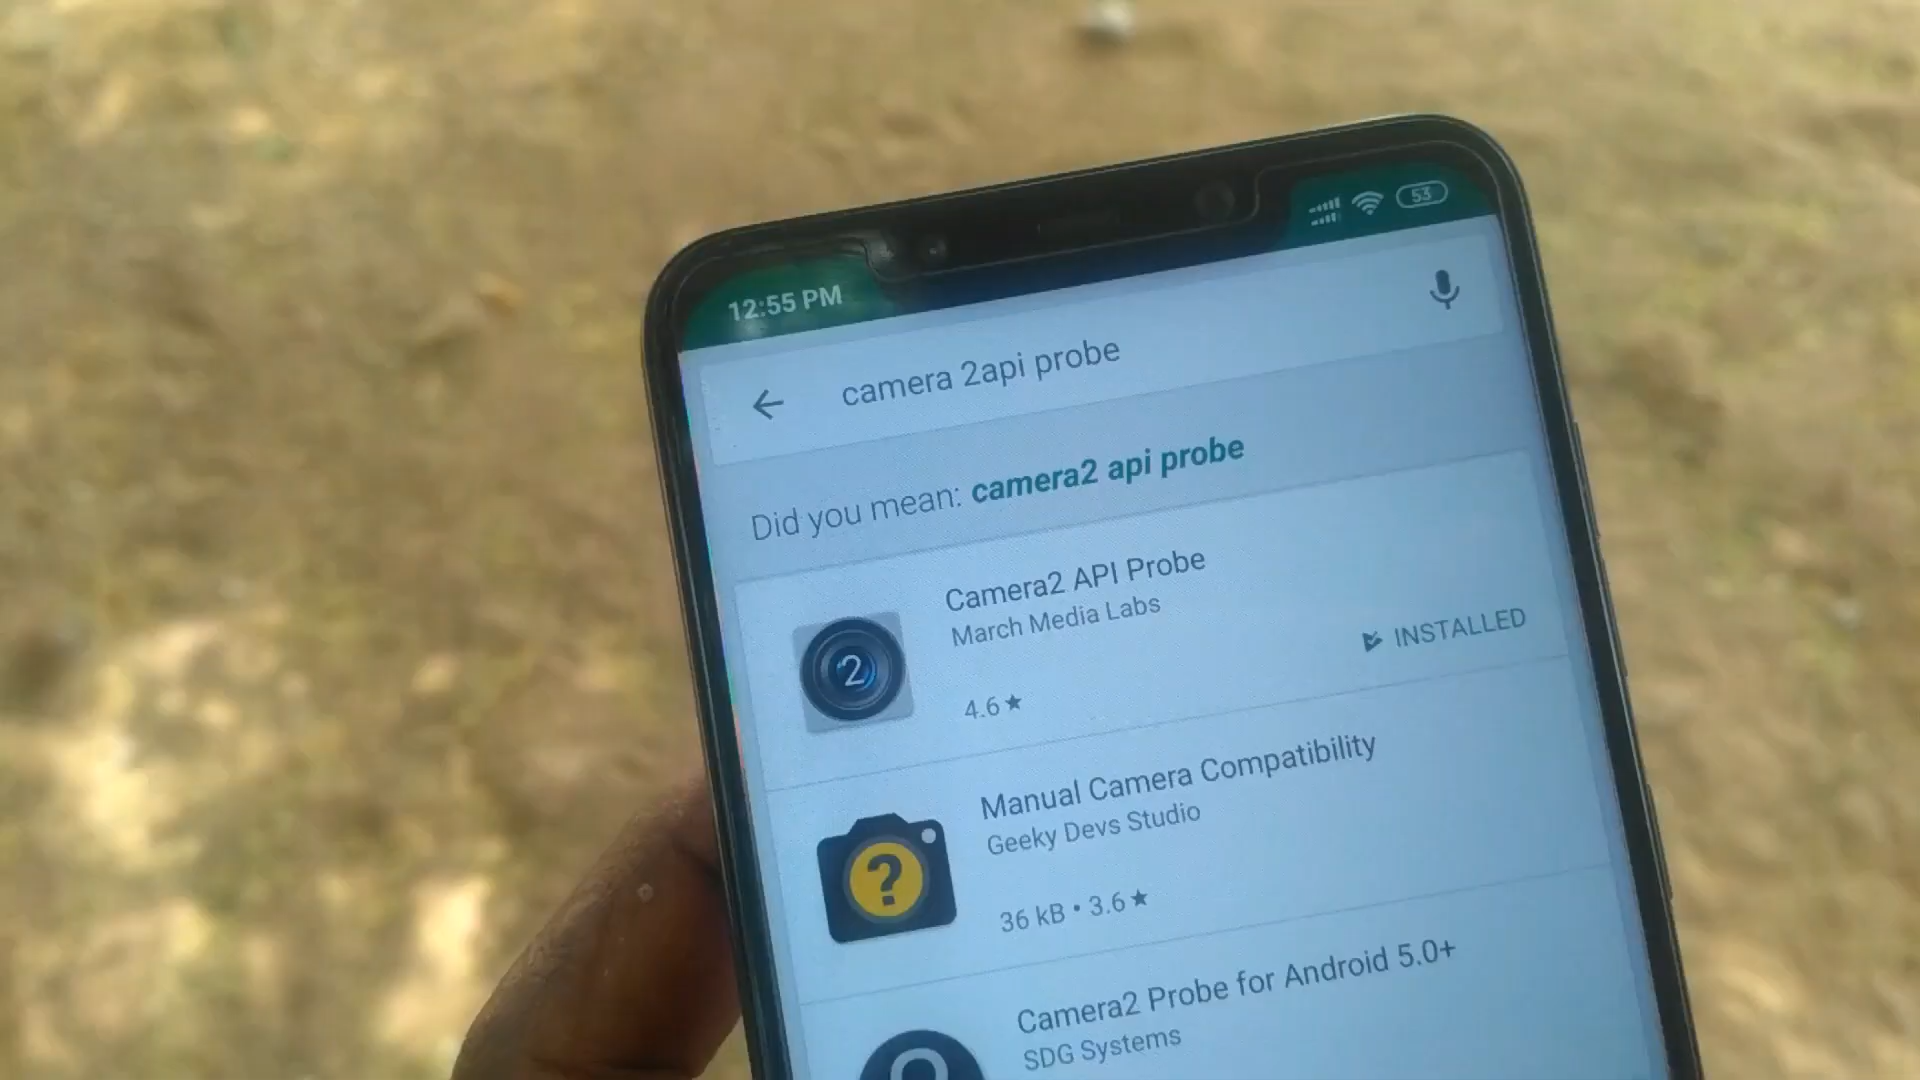 12:55 PM
53
camera 2api probe
Did you mean: camera2 api probe
2
Camera2 API Probe
March Media Labs
INSTALLED
4.6★
?
Manual Camera Compatibility
Geeky Devs Studio
36 kB • 3.6★
Camera2 Probe for Android 5.0+
SDG Systems